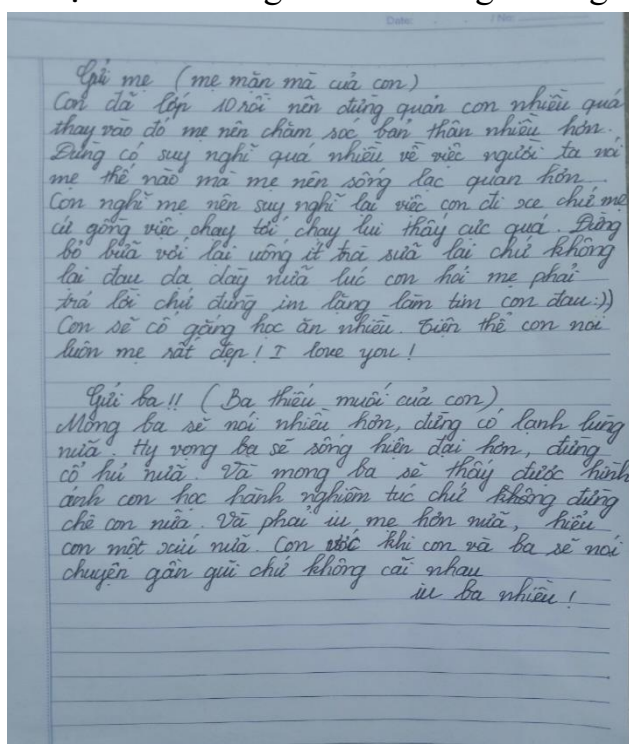 Date: / No:
Gửi mẹ (mẹ mặn mà của con)
Con đã lớp 10 rồi nên đừng quản con nhiều quá
thay vào đó mẹ nên chăm sóc bản thân nhiều hơn.
Đừng có suy nghĩ quá nhiều về việc người ta nói
mẹ thế nào mà mẹ nên sống lạc quan hơn
Con nghĩ mẹ nên suy nghĩ lại việc con đi xe chứ mẹ
cứ gồng việc chạy tới chạy lui thấy cực quá. Đừng
bỏ bữa với lại uống ít trà sữa lại chứ không
lại đau dạ dày nữa lúc con hỏi mẹ phải
trả lời chứ đừng im lặng làm tim con đau:))
Con sẽ cố gắng học ăn nhiều. Tiện thể con nói
luôn mẹ rất đẹp! I love you!
Gửi ba!! (Ba thiếu muối của con)
Mong ba sẽ nói nhiều hơn, đừng có lạnh lùng
nữa. Hy vọng ba sẽ sống hiện đại hơn, đừng
cổ hủ nữa. Và mong ba sẽ thấy được hình
ảnh con học hành nghiêm túc chứ không đừng
chê con nữa. Và phải iu mẹ hơn nữa, hiểu
con một xíu nữa. Con ước khi con và ba sẽ nói
chuyện gần gũi chứ không cãi nhau
iu ba nhiều!